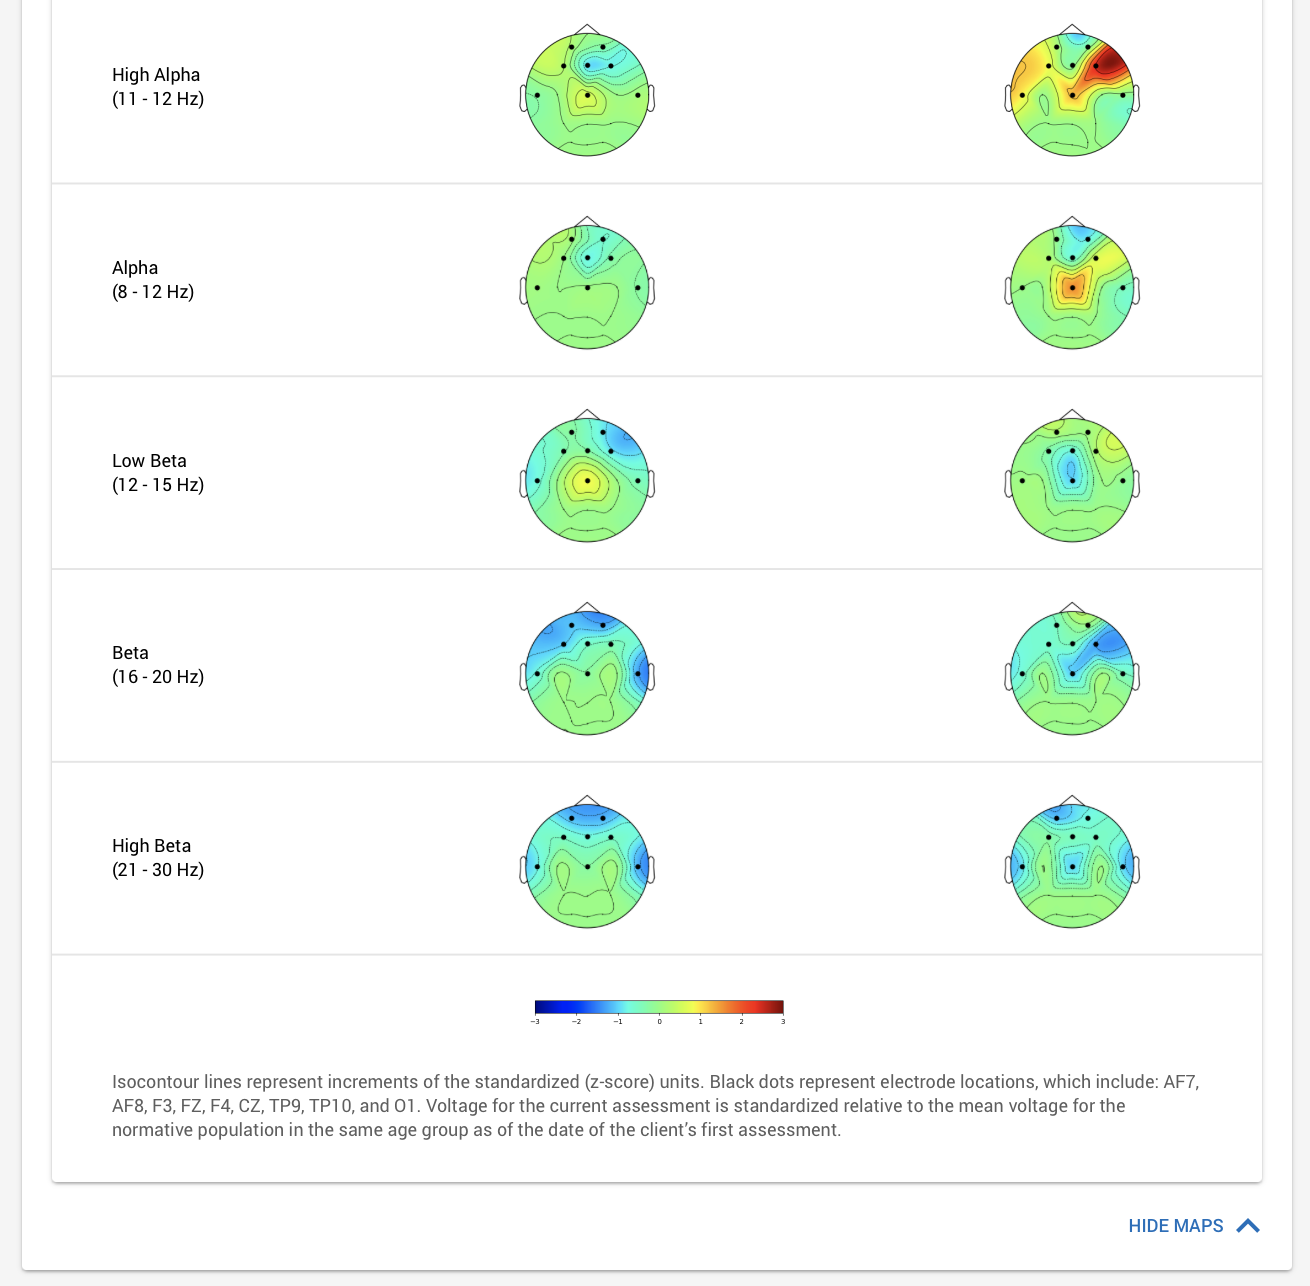 High Alpha
(11 - 12 Hz)
Alpha
(8 - 12 Hz)
Low Beta
(12 - 15 Hz)
Beta
(16 - 20 Hz)
High Beta
(21 - 30 Hz)
−3 −2 −1 0 1 2 3
Isocontour lines represent increments of the standardized (z-score) units. Black dots represent electrode locations, which include: AF7,
AF8, F3, FZ, F4, CZ, TP9, TP10, and O1. Voltage for the current assessment is standardized relative to the mean voltage for the
normative population in the same age group as of the date of the client’s first assessment.
HIDE MAPS